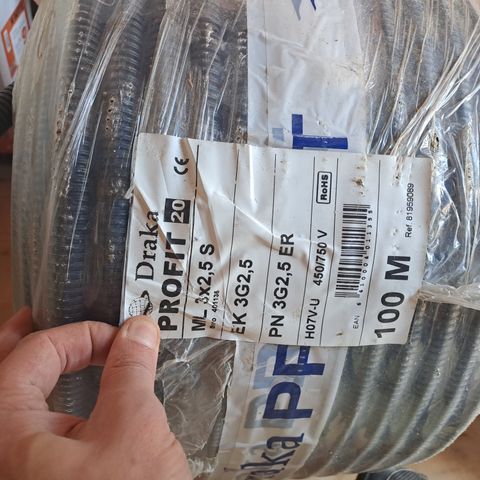 Draka
PROFIT 20 CE
ML 3X2,5 S
EK 3G2,5
PN 3G2,5 ER
H07V-U 450/750 V
RoHS
EAN
100 M
Ref. 81959089
Draka